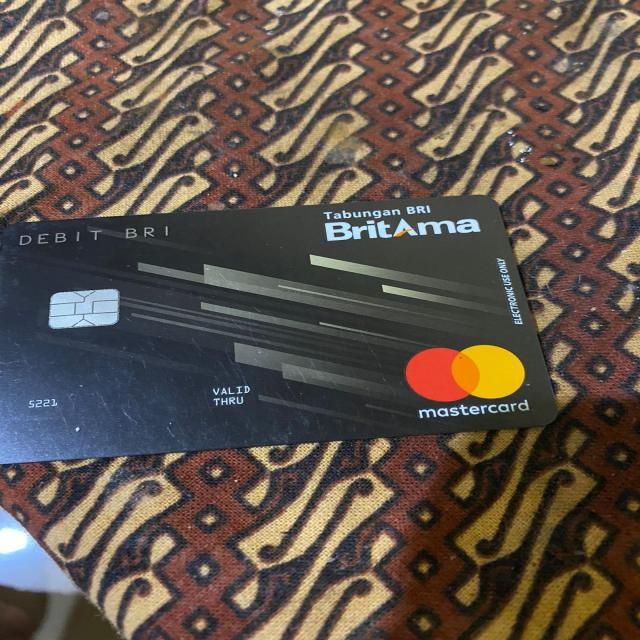 DEBIT BRI
Tabungan BRI
BritAma
ELECTRONIC USE ONLY
5221
VALID
THRU
mastercard